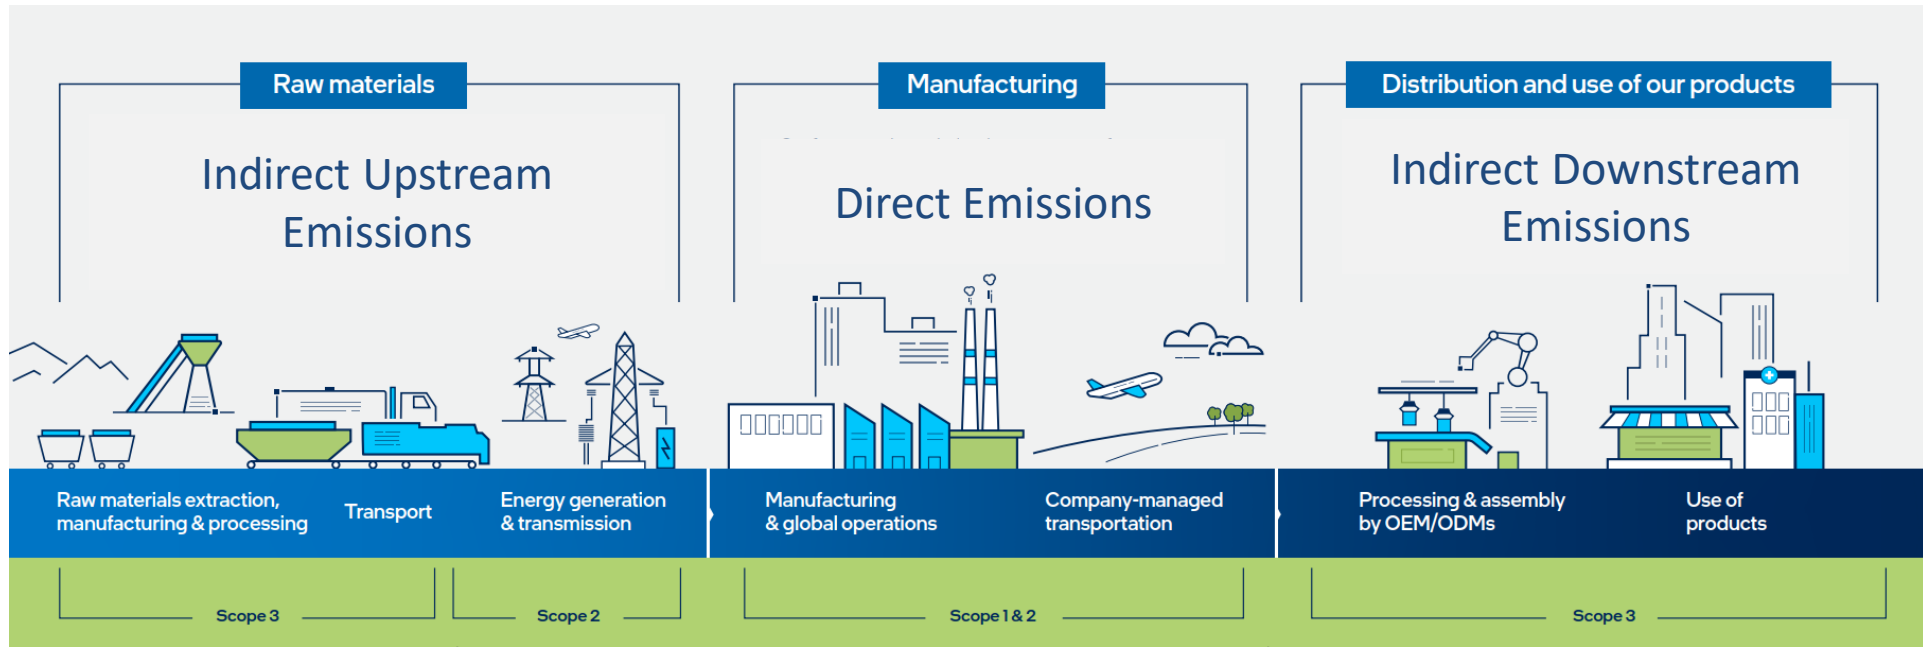 Raw materials
Indirect Upstream
Emissions
Manufacturing
Direct Emissions
Distribution and use of our products
Indirect Downstream
Emissions
Raw materials extraction,
manufacturing & processing
Transport
Energy generation
& transmission
Manufacturing
& global operations
Company-managed
transportation
Processing & assembly
by OEM/ODMs
Use of
products
Scope 3
Scope 2
Scope 1 & 2
Scope 3